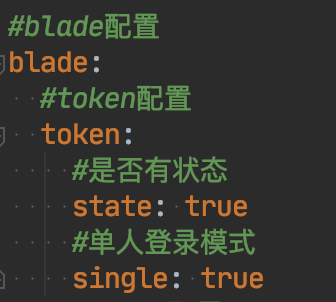 #blade配置
blade:
#token配置
token:
#是否有状态
state: true
#单人登录模式
single: true